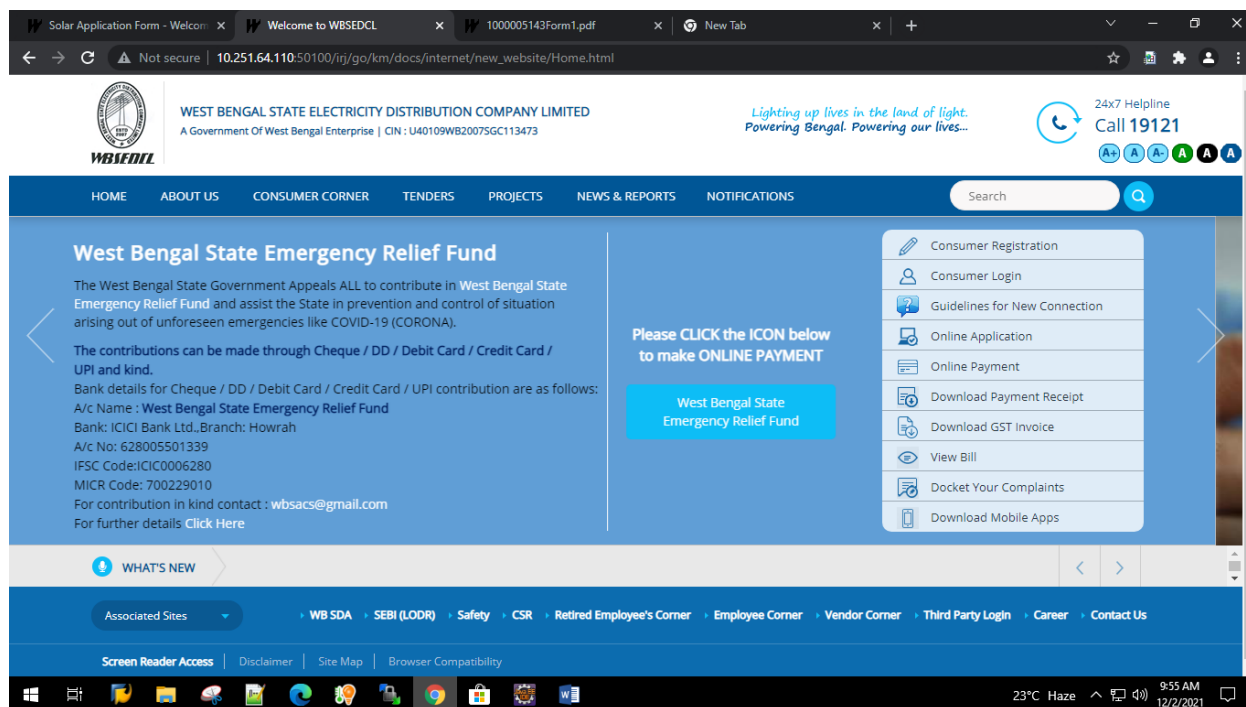 Solar Application Form - Welcom
Welcome to WBSEDCL
1000005143Form1.pdf
New Tab
Not secure | 10.251.64.110:50100/irj/go/km/docs/internet/new_website/Home.html
WBSEDCL
WEST BENGAL STATE ELECTRICITY DISTRIBUTION COMPANY LIMITED
A Government Of West Bengal Enterprise | CIN : U40109WB2007SGC113473
Lighting up lives in the land of light.
Powering Bengal. Powering our lives...
24x7 Helpline
Call 19121
A+ A A- A A A
HOME ABOUT US CONSUMER CORNER TENDERS PROJECTS NEWS & REPORTS NOTIFICATIONS
Search
West Bengal State Emergency Relief Fund
The West Bengal State Government Appeals ALL to contribute in West Bengal State
Emergency Relief Fund and assist the State in prevention and control of situation
arising out of unforeseen emergencies like COVID-19 (CORONA).
The contributions can be made through Cheque / DD / Debit Card / Credit Card /
UPI and kind.
Bank details for Cheque / DD / Debit Card / Credit Card / UPI contribution are as follows:
A/c Name : West Bengal State Emergency Relief Fund
Bank: ICICI Bank Ltd.,Branch: Howrah
A/c No: 628005501339
IFSC Code:ICIC0006280
MICR Code: 700229010
For contribution in kind contact : wbsacs@gmail.com
For further details Click Here
Please CLICK the ICON below
to make ONLINE PAYMENT
West Bengal State
Emergency Relief Fund
Consumer Registration
Consumer Login
Guidelines for New Connection
Online Application
Online Payment
Download Payment Receipt
Download GST Invoice
View Bill
Docket Your Complaints
Download Mobile Apps
WHAT'S NEW
Associated Sites
WB SDA SEBI (LODR) Safety CSR Retired Employee's Corner Employee Corner Vendor Corner Third Party Login Career Contact Us
Screen Reader Access | Disclaimer | Site Map | Browser Compatibility
23°C Haze
9:55 AM
12/2/2021